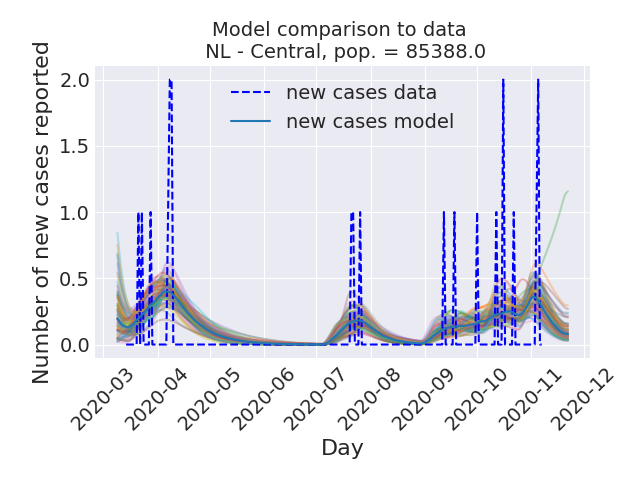 Model comparison to data
NL - Central, pop. = 85388.0
new cases data
new cases model
Number of new cases reported
2.0
1.5
1.0
0.5
0.0
2020-03
2020-04
2020-05
2020-06
2020-07
2020-08
2020-09
2020-10
2020-11
2020-12
Day